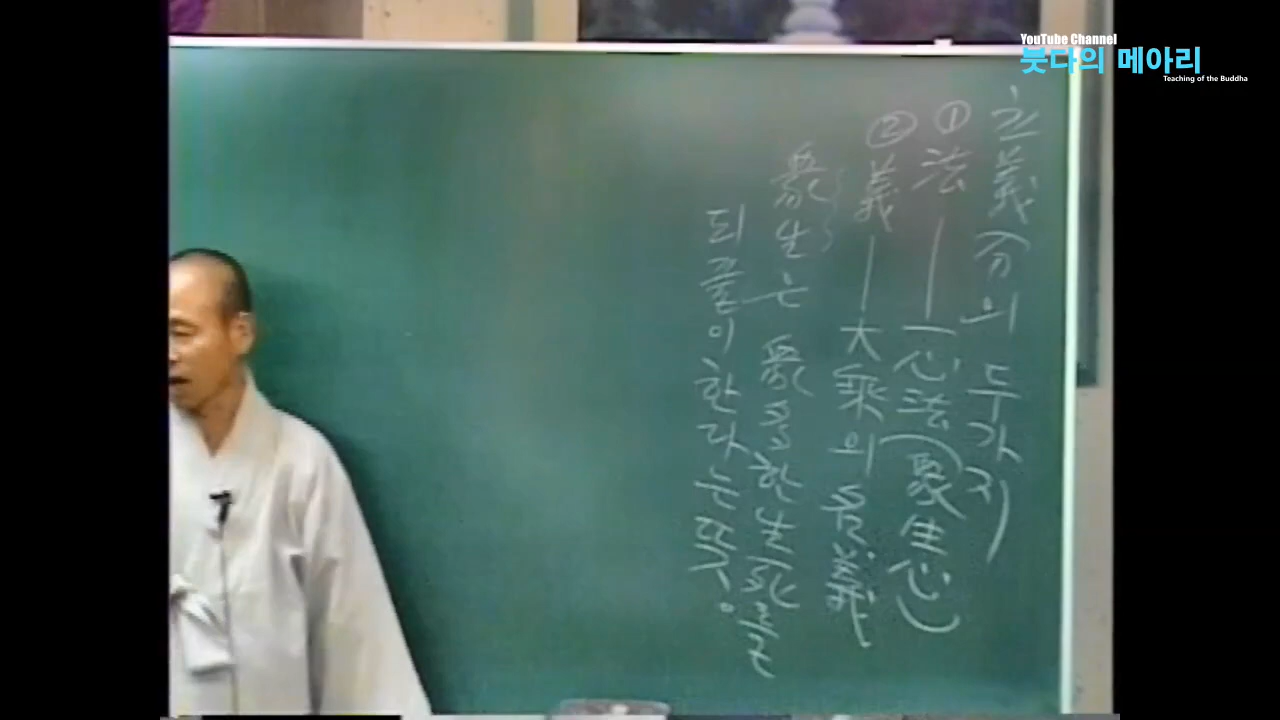 YouTube Channel
붓다의 메아리
Teaching of the Buddha
立義分의 두가지
① 法 — 一心法(衆生心)
② 義 — 大乘의 名義
衆生은 衆多한 生死를
되풀이한다는 뜻.